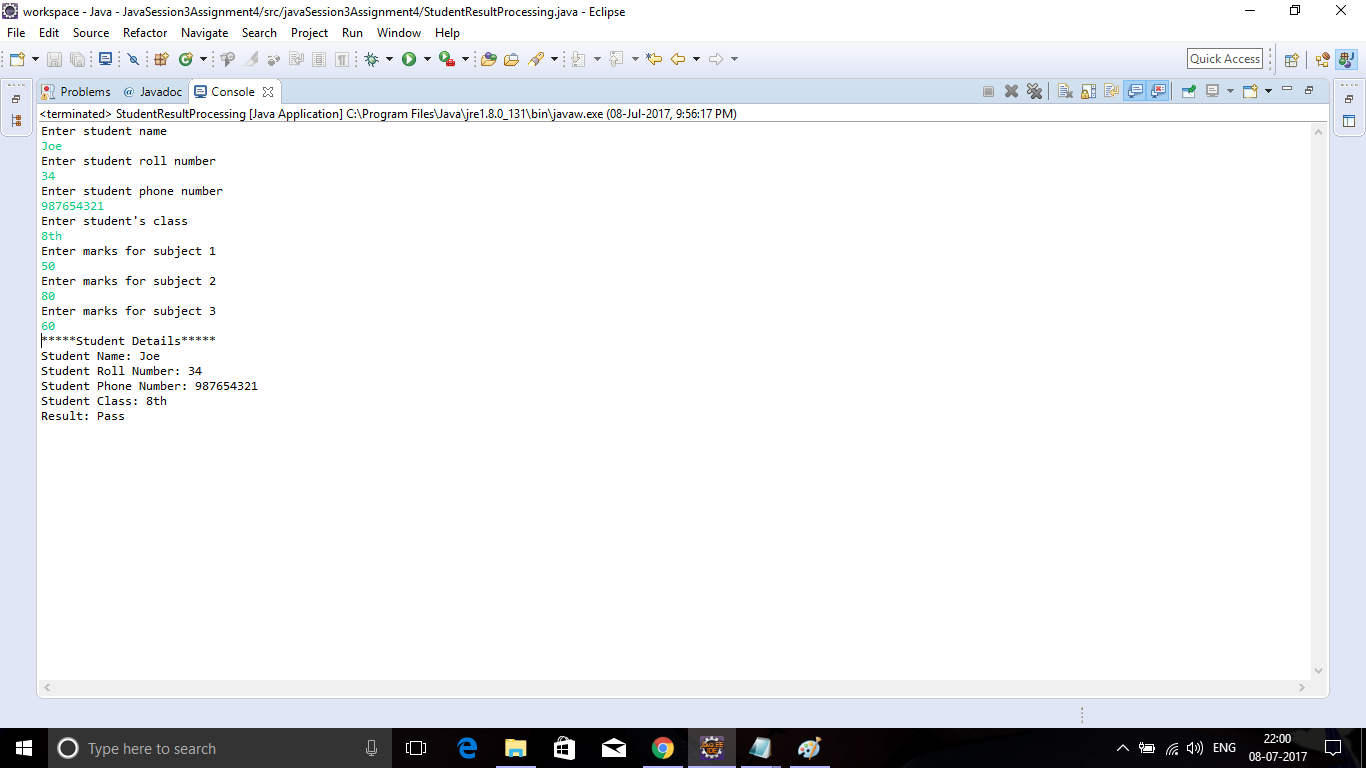 workspace - Java - JavaSession3Assignment4/src/javaSession3Assignment4/StudentResultProcessing.java - Eclipse
File Edit Source Refactor Navigate Search Project Run Window Help
Quick Access
Problems @ Javadoc Console
<terminated> StudentResultProcessing [Java Application] C:\Program Files\Java\jre1.8.0_131\bin\javaw.exe (08-Jul-2017, 9:56:17 PM)
Enter student name
Joe
Enter student roll number
34
Enter student phone number
987654321
Enter student's class
8th
Enter marks for subject 1
50
Enter marks for subject 2
80
Enter marks for subject 3
60
*****Student Details*****
Student Name: Joe
Student Roll Number: 34
Student Phone Number: 987654321
Student Class: 8th
Result: Pass
Type here to search
Java EE
IDE
ENG
22:00
08-07-2017